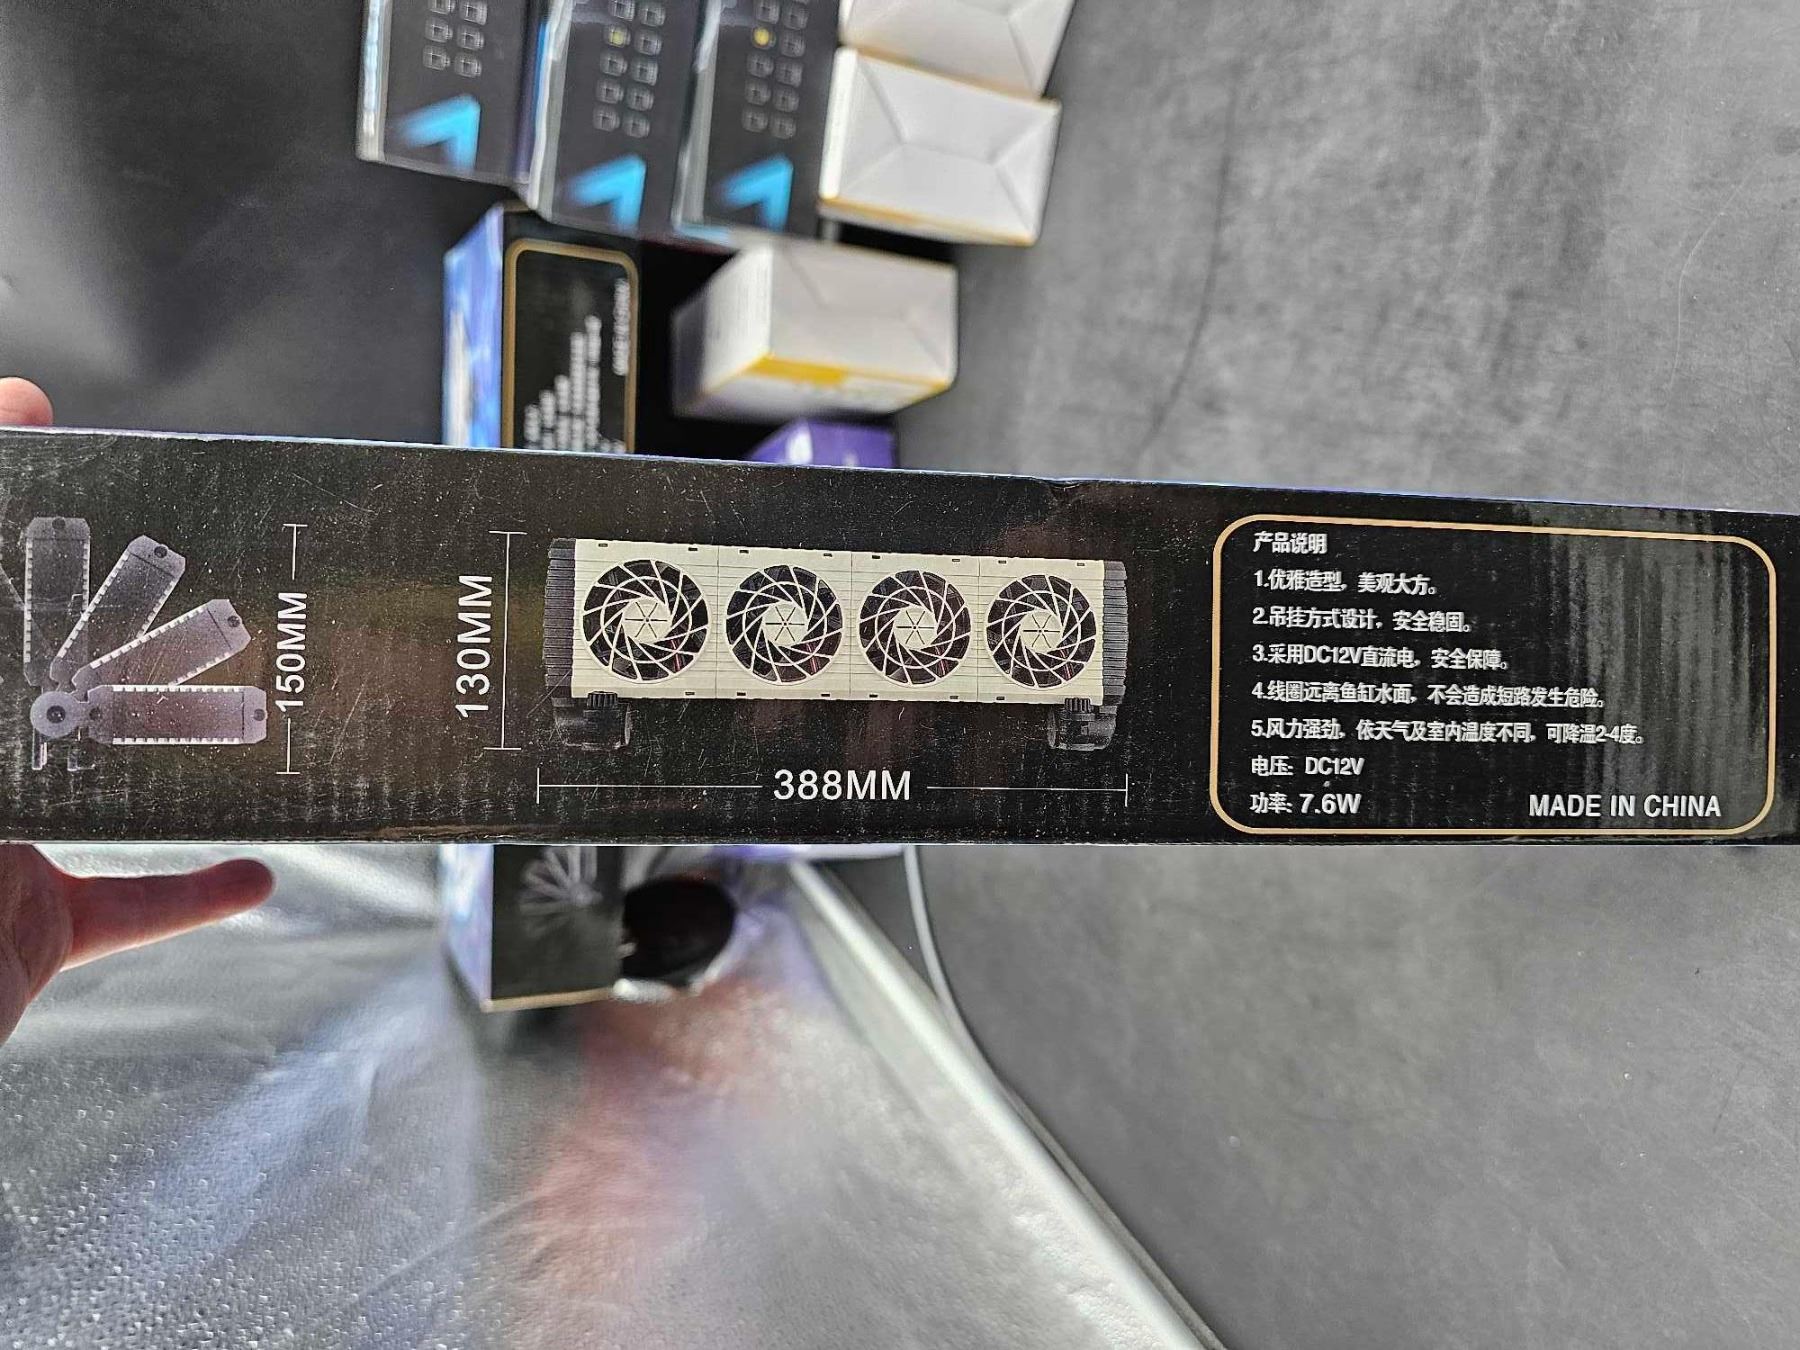 150MM
130MM
388MM
产品说明
1.优雅造型，美观大方。
2.吊挂方式设计，安全稳固。
3.采用DC12V直流电，安全保障。
4.线圈远离鱼缸水面，不会造成短路发生危险。
5.风力强劲，依天气及室内温度不同，可降温2-4度。
电压：DC12V
功率：7.6W
MADE IN CHINA